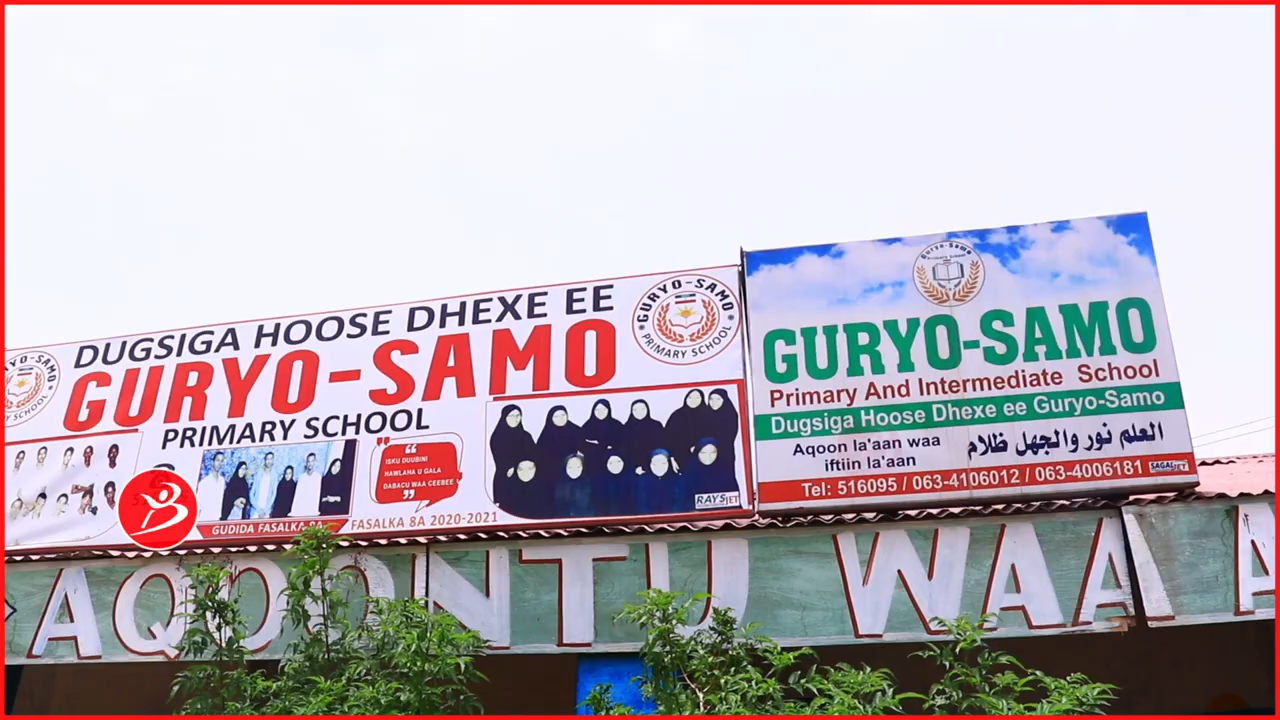 DUGSIGA HOOSE DHEXE EE
GURYO-SAMO
PRIMARY SCHOOL
GURYO-SAMO
PRIMARY SCHOOL
ISKU DUUBINI
HAWLAHA U GALA
DABACU WAA CEEBEE
GUDIDA FASALKA 8A
FASALKA 8A 2020-2021
RAYSJET
Guryo-Samo
Primary School
GURYO-SAMO
Primary And Intermediate School
Dugsiga Hoose Dhexe ee Guryo-Samo
Aqoon la'aan waa
iftiin la'aan
العلم نور والجهل ظلام
Tel: 516095 / 063-4106012 / 063-4006181
SAGALJET
AQOONTU WAA A